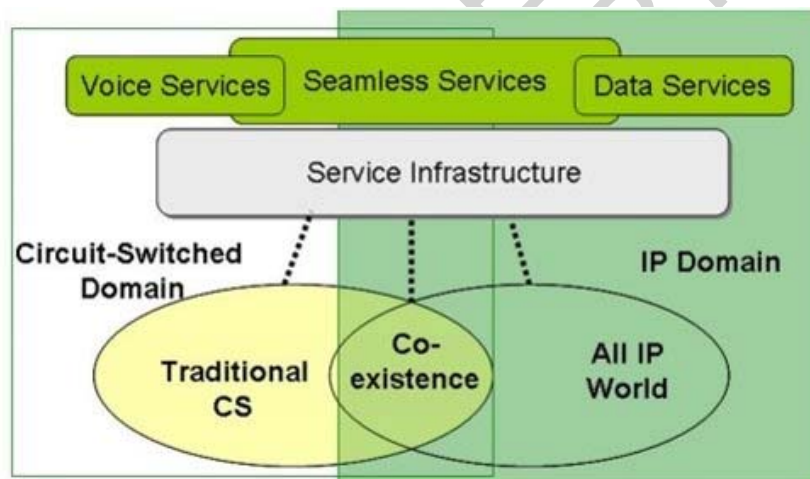 Voice Services
Seamless Services
Data Services
Service Infrastructure
Circuit-Switched
Domain
IP Domain
Traditional
CS
Co-
existence
All IP
World